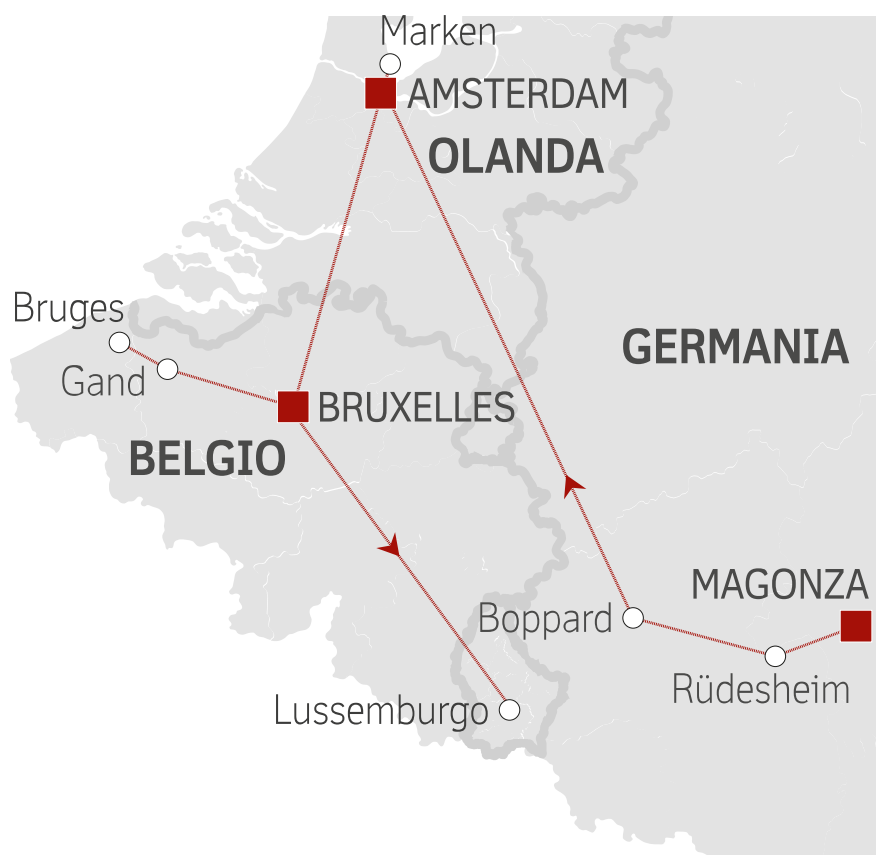 Marken
AMSTERDAM
OLANDA
Bruges
GERMANIA
Gand
BRUXELLES
BELGIO
MAGONZA
Boppard
Rüdesheim
Lussemburgo